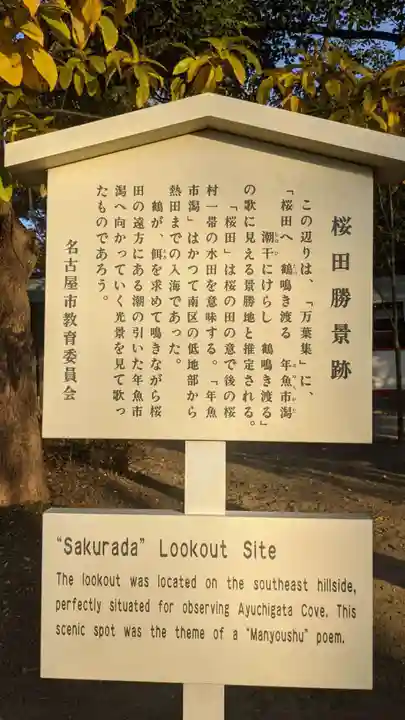 桜田勝景跡
この辺りは、「万葉集」に、
「桜田へ 鶴鳴き渡る 年魚市潟
潮干にけらし 鶴鳴き渡る」
の歌に見える景勝地と推定される。
「桜田」は桜の田の意で後の桜
村一帯の水田を意味する。「年魚
市潟」はかつて南区の低地部から
熱田までの入海であった。
鶴が、餌を求めて鳴きながら桜
田の遠方にある潮の引いた年魚市
潟へ向かっていく光景を見て歌っ
たものであろう。
名古屋市教育委員会
"Sakurada" Lookout Site
The lookout was located on the southeast hillside,
perfectly situated for observing Ayuchigata Cove. This
scenic spot was the theme of a "Manyoushu" poem.